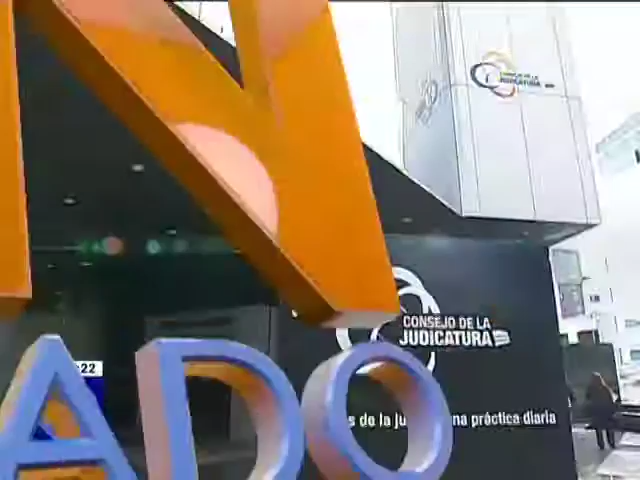 CONSEJO DE LA
JUDICATURA
N
CONSEJO DE LA
JUDICATURA
:22
ADO
s de la ju na práctica diaria